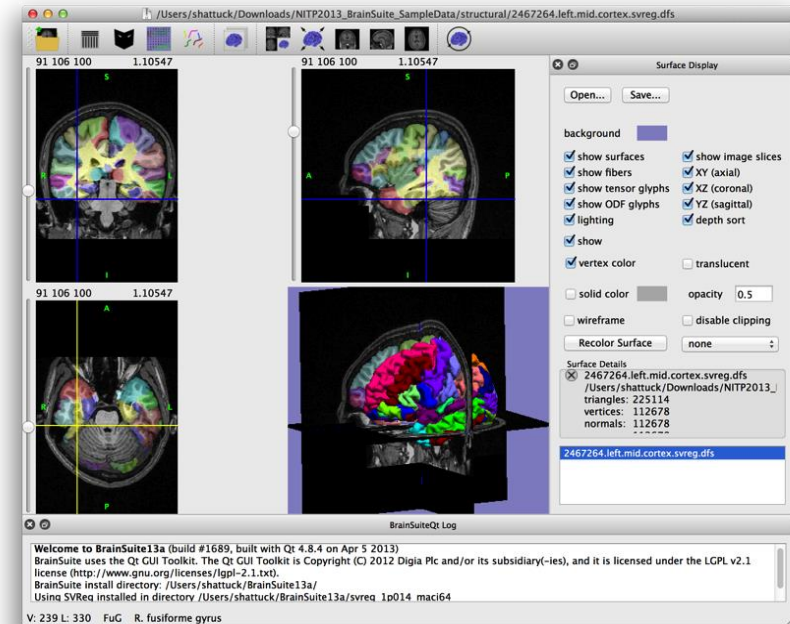 /Users/shattuck/Downloads/NITP2013_BrainSuite_SampleData/structural/2467264.left.mid.cortex.svreg.dfs
91 106 100 1.10547
S
R L
I
91 106 100 1.10547
S
A P
I
91 106 100 1.10547
A
R L
P
Surface Display
Open... Save...
background
show surfaces show image slices
show fibers XY (axial)
show tensor glyphs XZ (coronal)
show ODF glyphs YZ (sagittal)
lighting depth sort
show
vertex color translucent
solid color opacity 0.5
wireframe disable clipping
Recolor Surface none
Surface Details
2467264.left.mid.cortex.svreg.dfs
/Users/shattuck/Downloads/NITP2013_
triangles: 225114
vertices: 112678
normals: 112678
2467264.left.mid.cortex.svreg.dfs
BrainSuiteQt Log
Welcome to BrainSuite13a (build #1689, built with Qt 4.8.4 on Apr 5 2013)
BrainSuite uses the Qt GUI Toolkit. The Qt GUI Toolkit is Copyright (C) 2012 Digia Plc and/or its subsidiary(-ies), and it is licensed under the LGPL v2.1
license (http://www.gnu.org/licenses/lgpl-2.1.txt).
BrainSuite install directory: /Users/shattuck/BrainSuite13a/
Using SVReg installed in directory /Users/shattuck/BrainSuite13a/svreg_1p014_maci64
V: 239 L: 330 FuG R. fusiforme gyrus